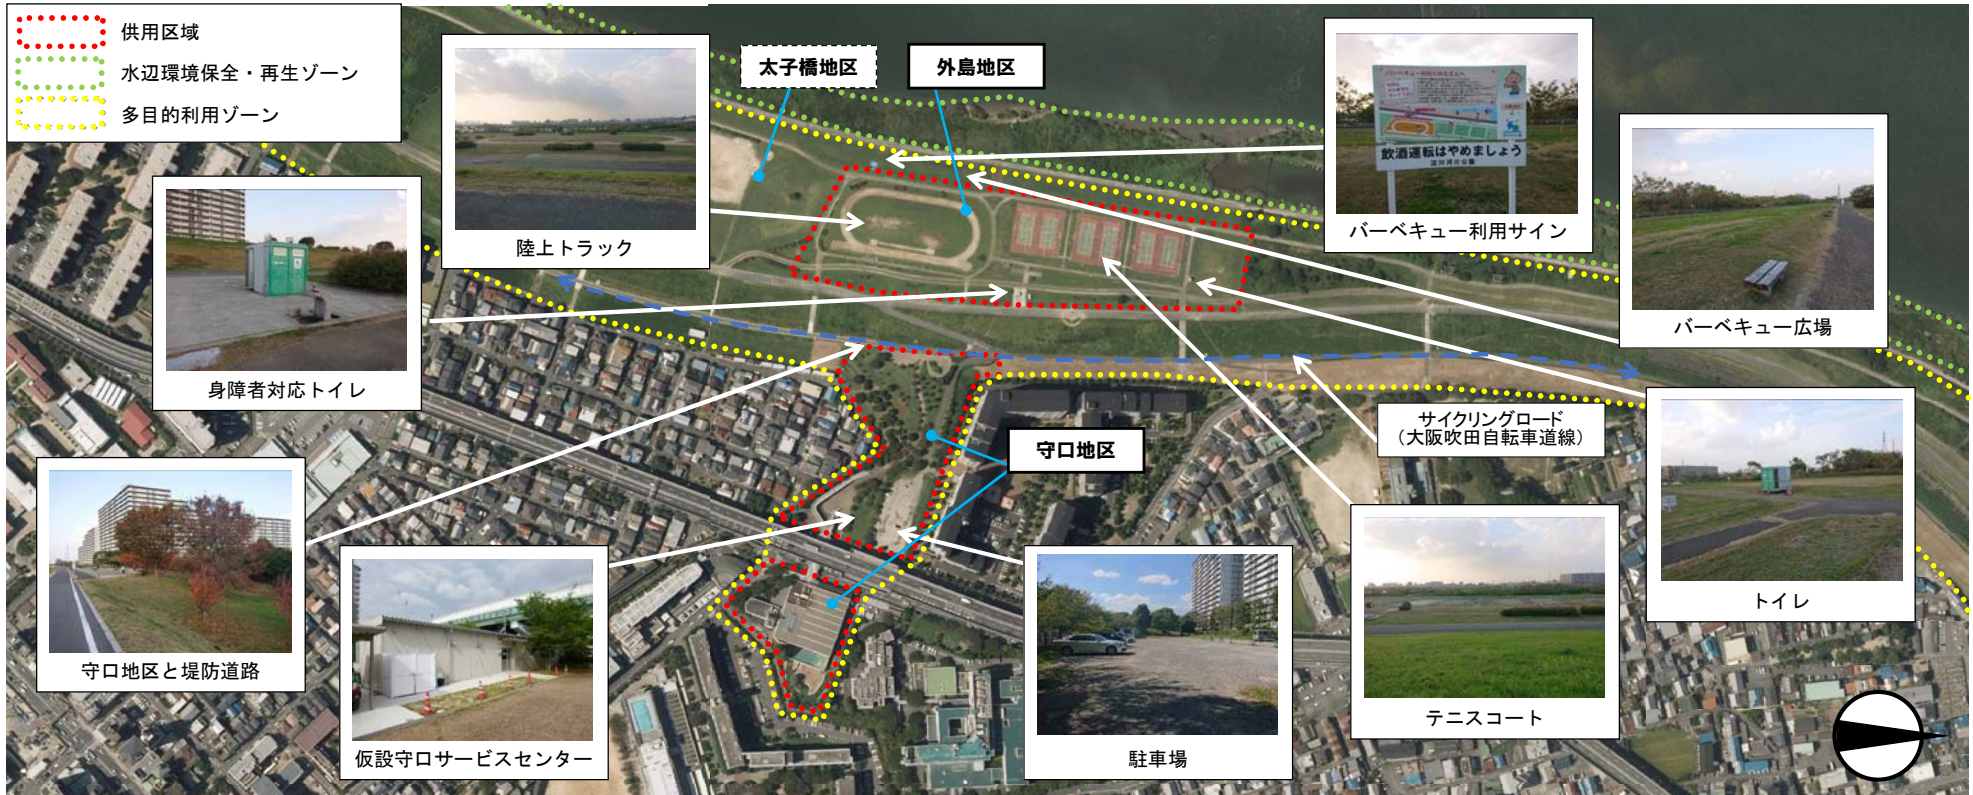 供用区域
水辺環境保全・再生ゾーン
多目的利用ゾーン
太子橋地区
外島地区
陸上トラック
飲酒運転はやめましょう
淀川河川公園
バーベキュー利用サイン
バーベキュー広場
身障者対応トイレ
サイクリングロード
（大阪吹田自転車道線）
守口地区
守口地区と堤防道路
仮設守口サービスセンター
駐車場
テニスコート
トイレ